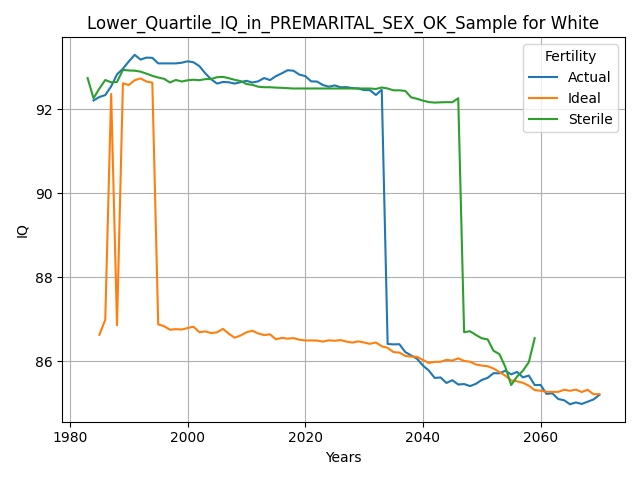 Lower_Quartile_IQ_in_PREMARITAL_SEX_OK_Sample for White
Fertility
Actual
Ideal
Sterile
IQ
92
90
88
86
1980
2000
2020
2040
2060
Years